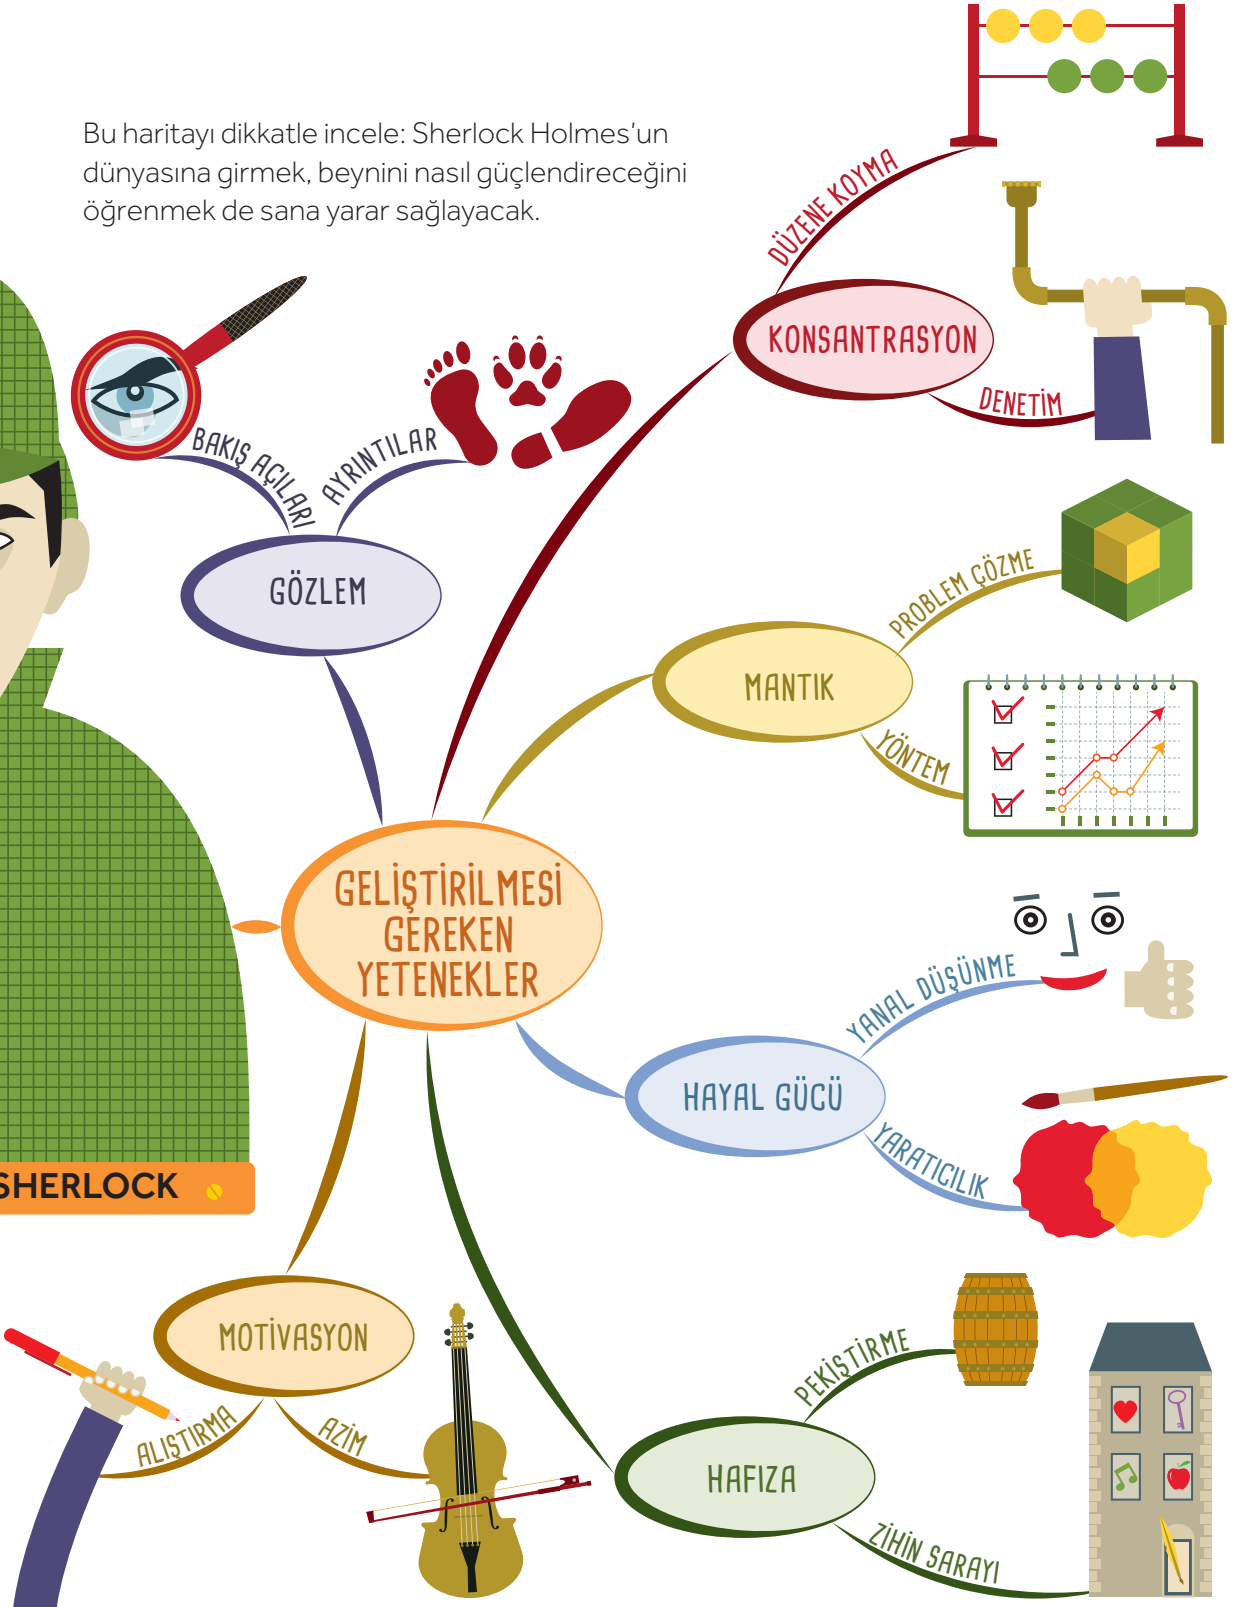 Bu haritayı dikkatle incele: Sherlock Holmes'un
dünyasına girmek, beynini nasıl güçlendireceğini
öğrenmek de sana yarar sağlayacak.
DÜZENE KOYMA
KONSANTRASYON
DENETİM
BAKIŞ AÇILARI
AYRINTILAR
GÖZLEM
PROBLEM ÇÖZME
MANTIK
YÖNTEM
GELİŞTİRİLMESİ
GEREKEN
YETENEKLER
YANAL DÜŞÜNME
HAYAL GÜCÜ
YARATICILIK
SHERLOCK
MOTİVASYON
ALIŞTIRMA
AZİM
PEKİŞTİRME
HAFIZA
ZİHİN SARAYI